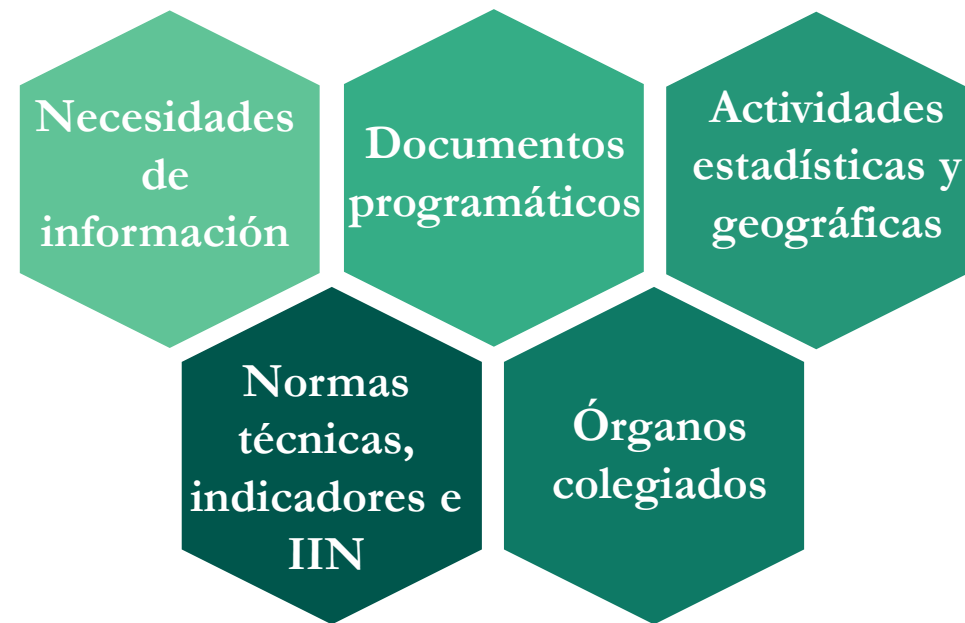 Necesidades
de
información
Documentos
programáticos
Actividades
estadísticas y
geográficas
Normas
técnicas,
indicadores e
IIN
Órganos
colegiados